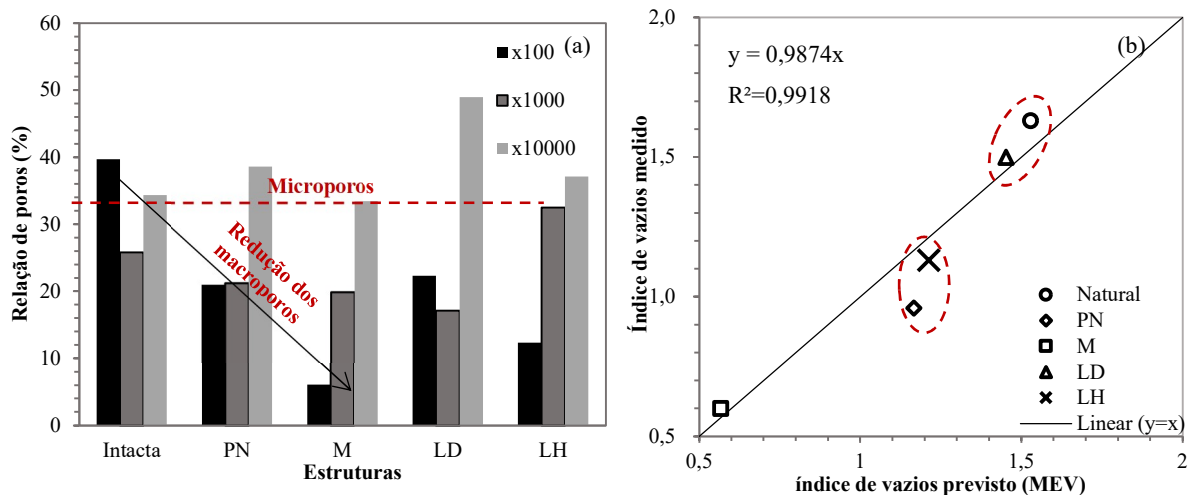 60
50
40
30
20
10
0
Relação de poros (%)
(a)
x100
x1000
x10000
Microporos
Redução dos
macroporos
Intacta PN M LD LH
Estruturas
2,0
1,5
1,0
0,5
Índice de vazios medido
(b)
y = 0,9874x
R²=0,9918
Natural
PN
M
LD
LH
Linear (y=x)
0,5 1 1,5 2
índice de vazios previsto (MEV)